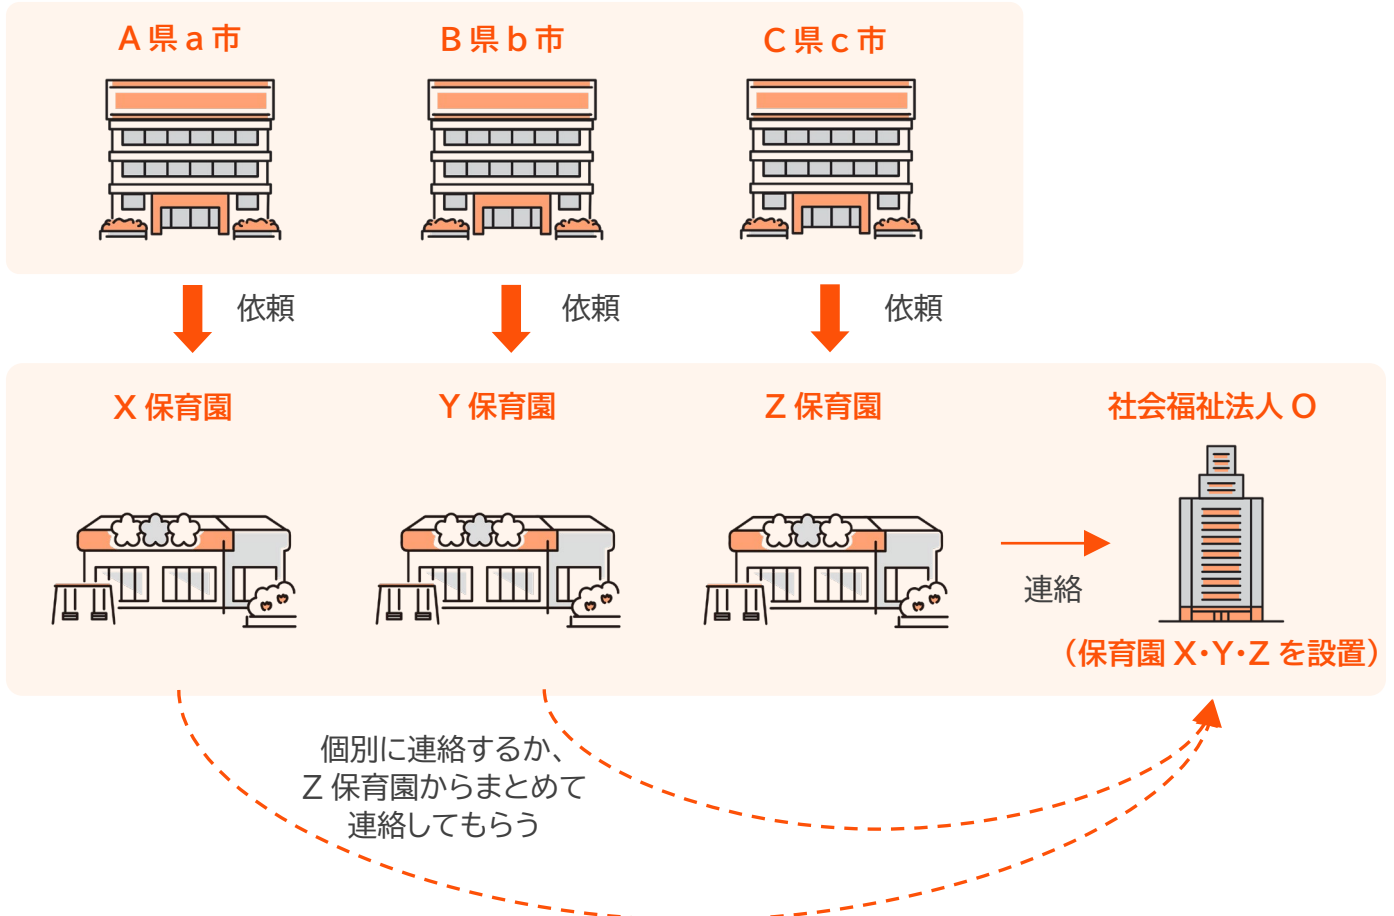 A県a市
B県b市
C県c市
依頼
依頼
依頼
X保育園
Y保育園
Z保育園
社会福祉法人O
連絡
（保育園X・Y・Zを設置）
個別に連絡するか、
Z保育園からまとめて
連絡してもらう